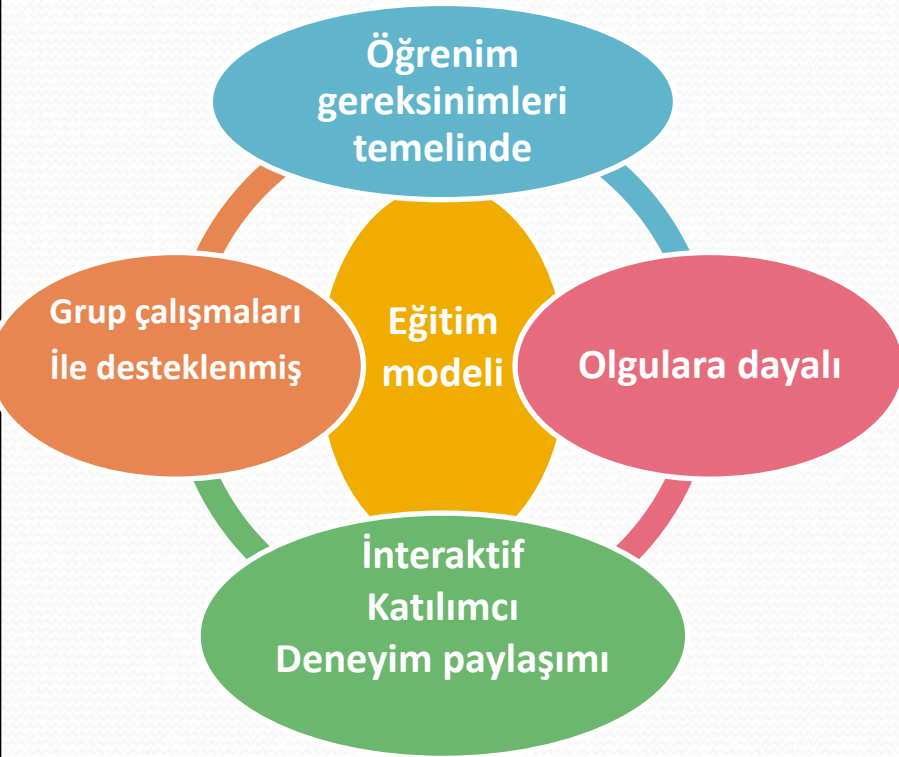 Öğrenim
gereksinimleri
temelinde
Grup çalışmaları
İle desteklenmiş
Eğitim
modeli
Olgulara dayalı
İnteraktif
Katılımcı
Deneyim paylaşımı